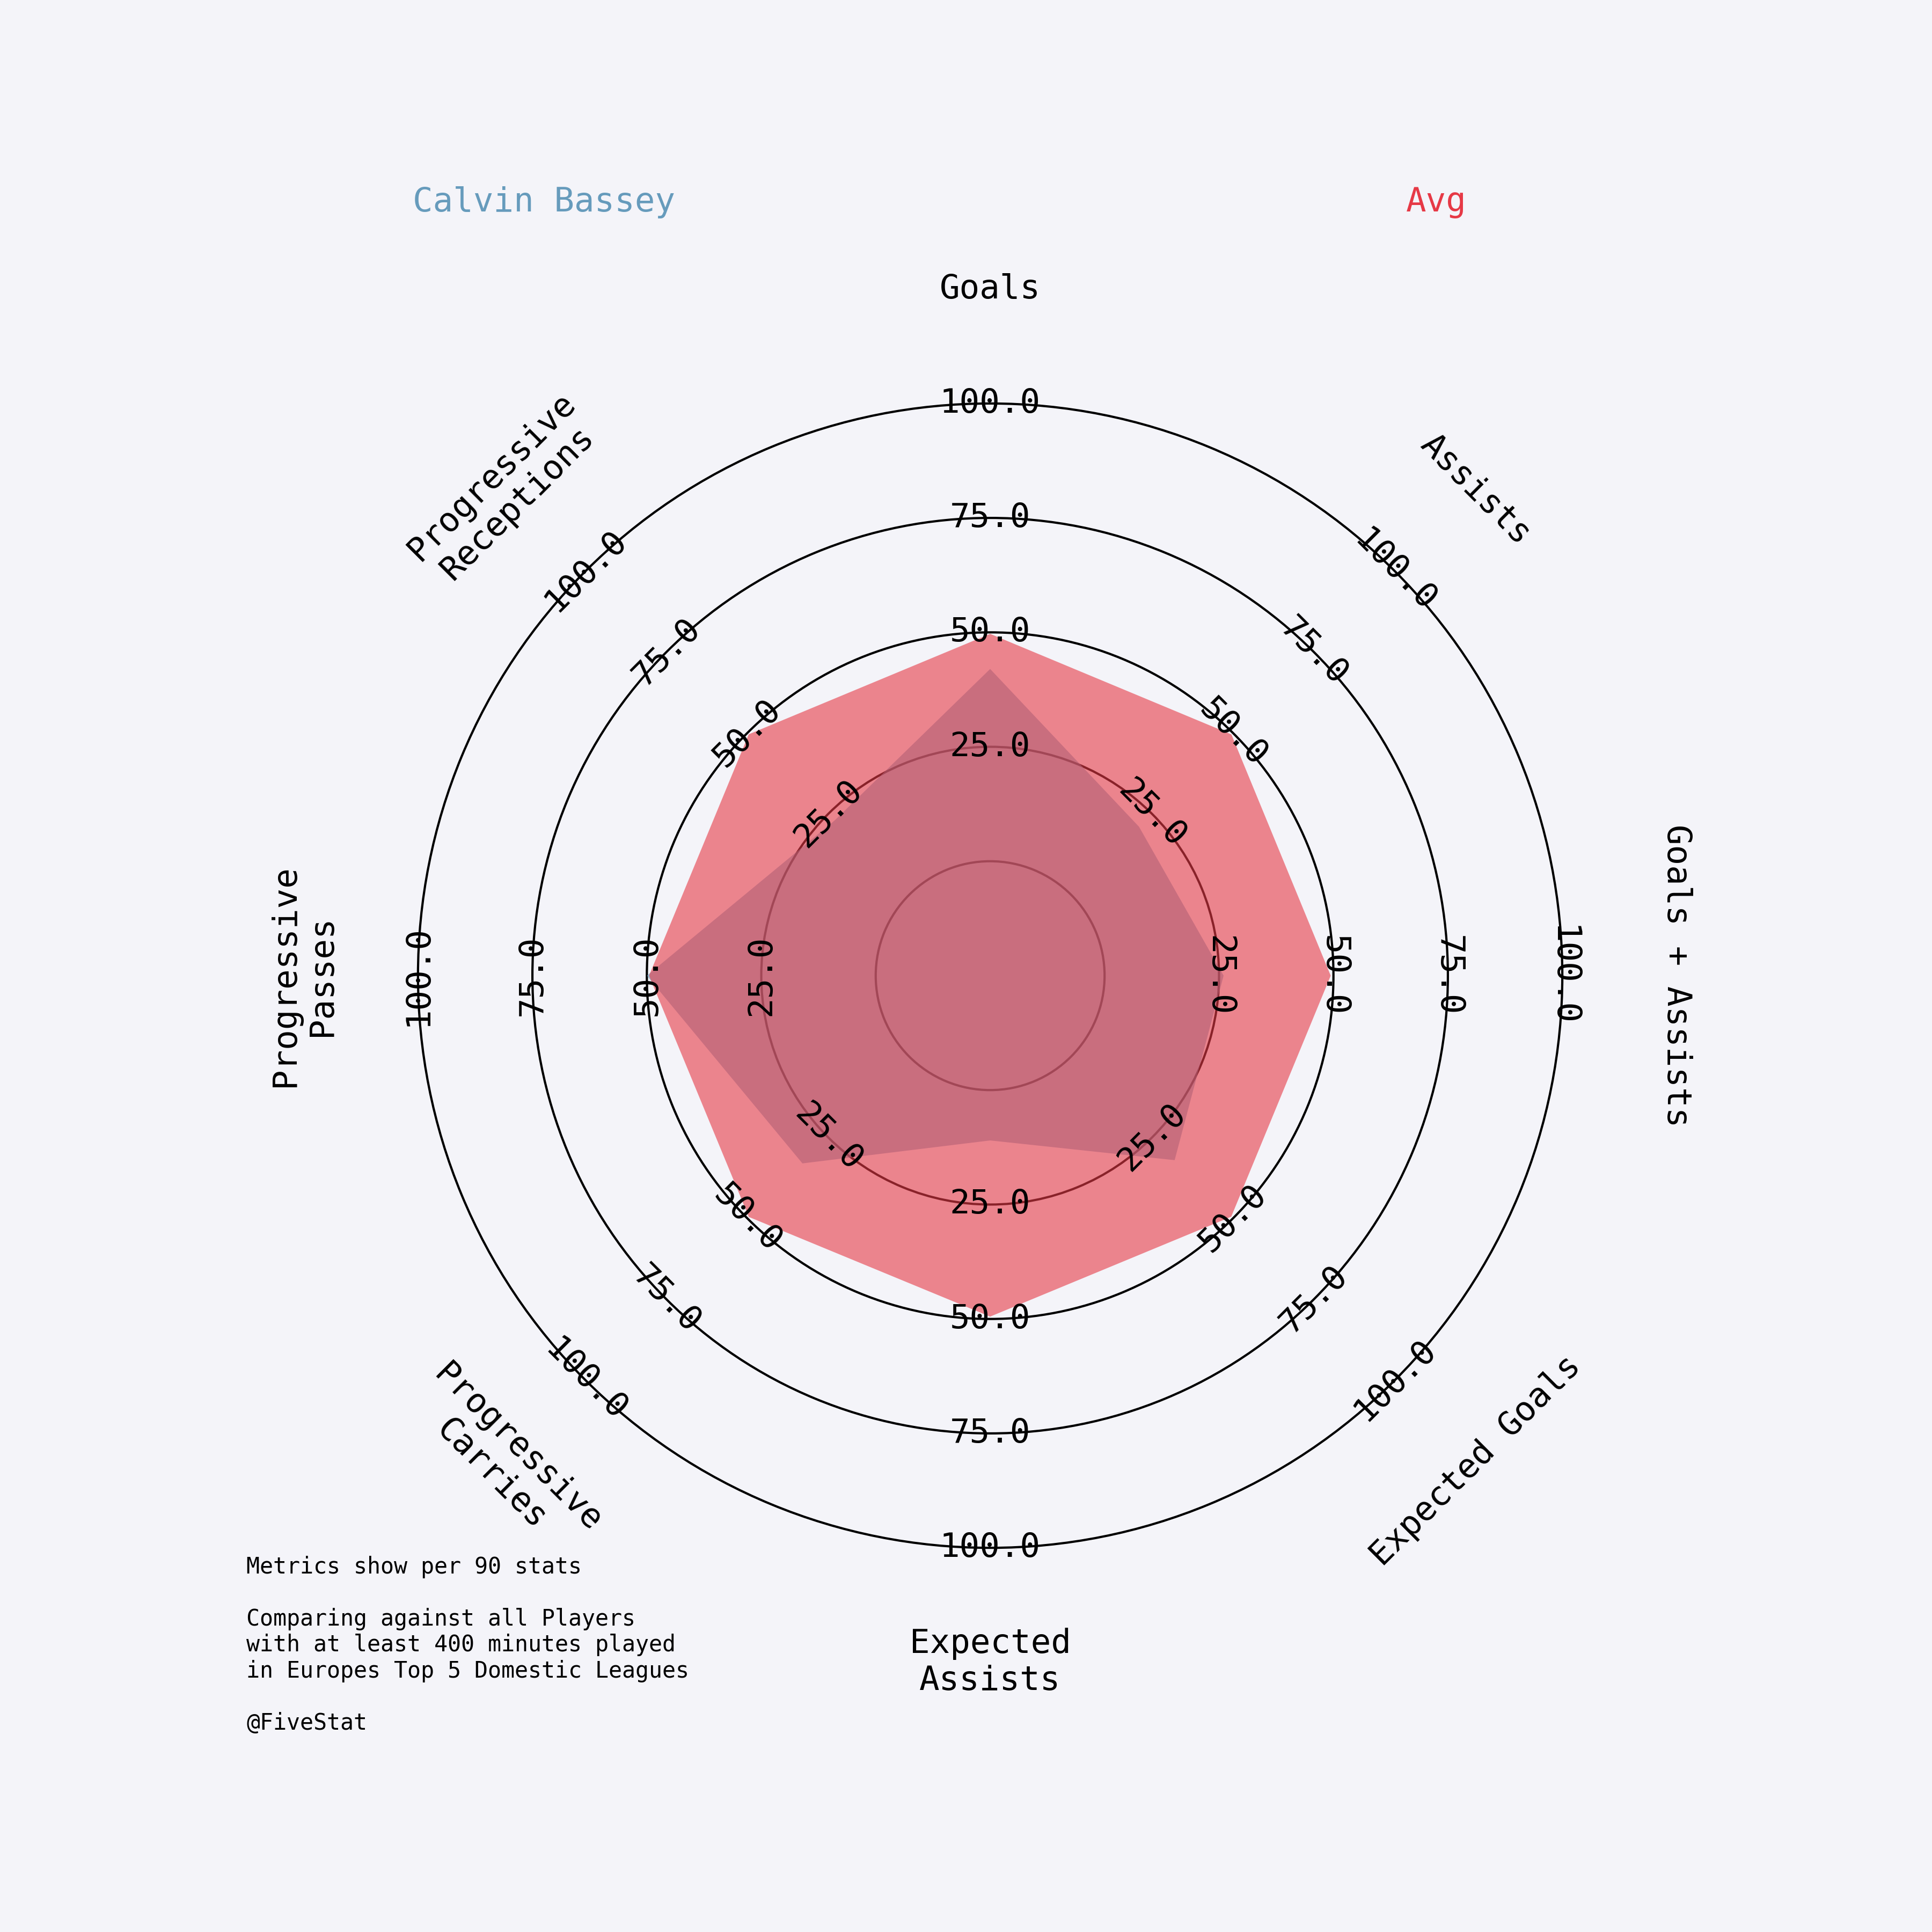 Calvin Bassey
Avg
Goals
Assists
Goals + Assists
Expected Goals
Expected
Assists
Progressive
Carries
Progressive
Passes
Progressive
Receptions
25.0
50.0
75.0
100.0
25.0
50.0
75.0
100.0
25.0
50.0
75.0
100.0
25.0
50.0
75.0
100.0
25.0
50.0
75.0
100.0
25.0
50.0
75.0
100.0
25.0
50.0
75.0
100.0
25.0
50.0
75.0
100.0
Metrics show per 90 stats
Comparing against all Players
with at least 400 minutes played
in Europes Top 5 Domestic Leagues
@FiveStat